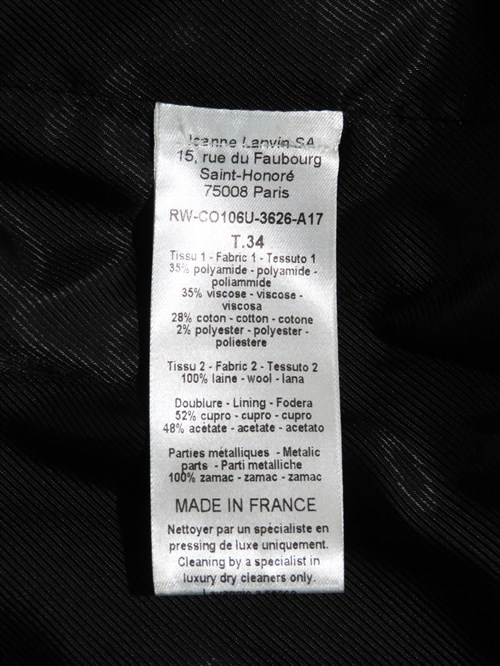 Jeanne Lanvin SA
15, rue du Faubourg
Saint-Honoré
75008 Paris
RW-CO106U-3626-A17
T.34
Tissu 1 - Fabric 1 - Tessuto 1
35% polyamide - polyamide -
poliammide
35% viscose - viscose -
viscosa
28% coton - cotton - cotone
2% polyester - polyester -
poliestere
Tissu 2 - Fabric 2 - Tessuto 2
100% laine - wool - lana
Doublure - Lining - Fodera
52% cupro - cupro - cupro
48% acétate - acetate - acetato
Parties métalliques - Metalic
parts - Parti metalliche
100% zamac - zamac - zamac
MADE IN FRANCE
Nettoyer par un spécialiste en
pressing de luxe uniquement.
Cleaning by a specialist in
luxury dry cleaners only.